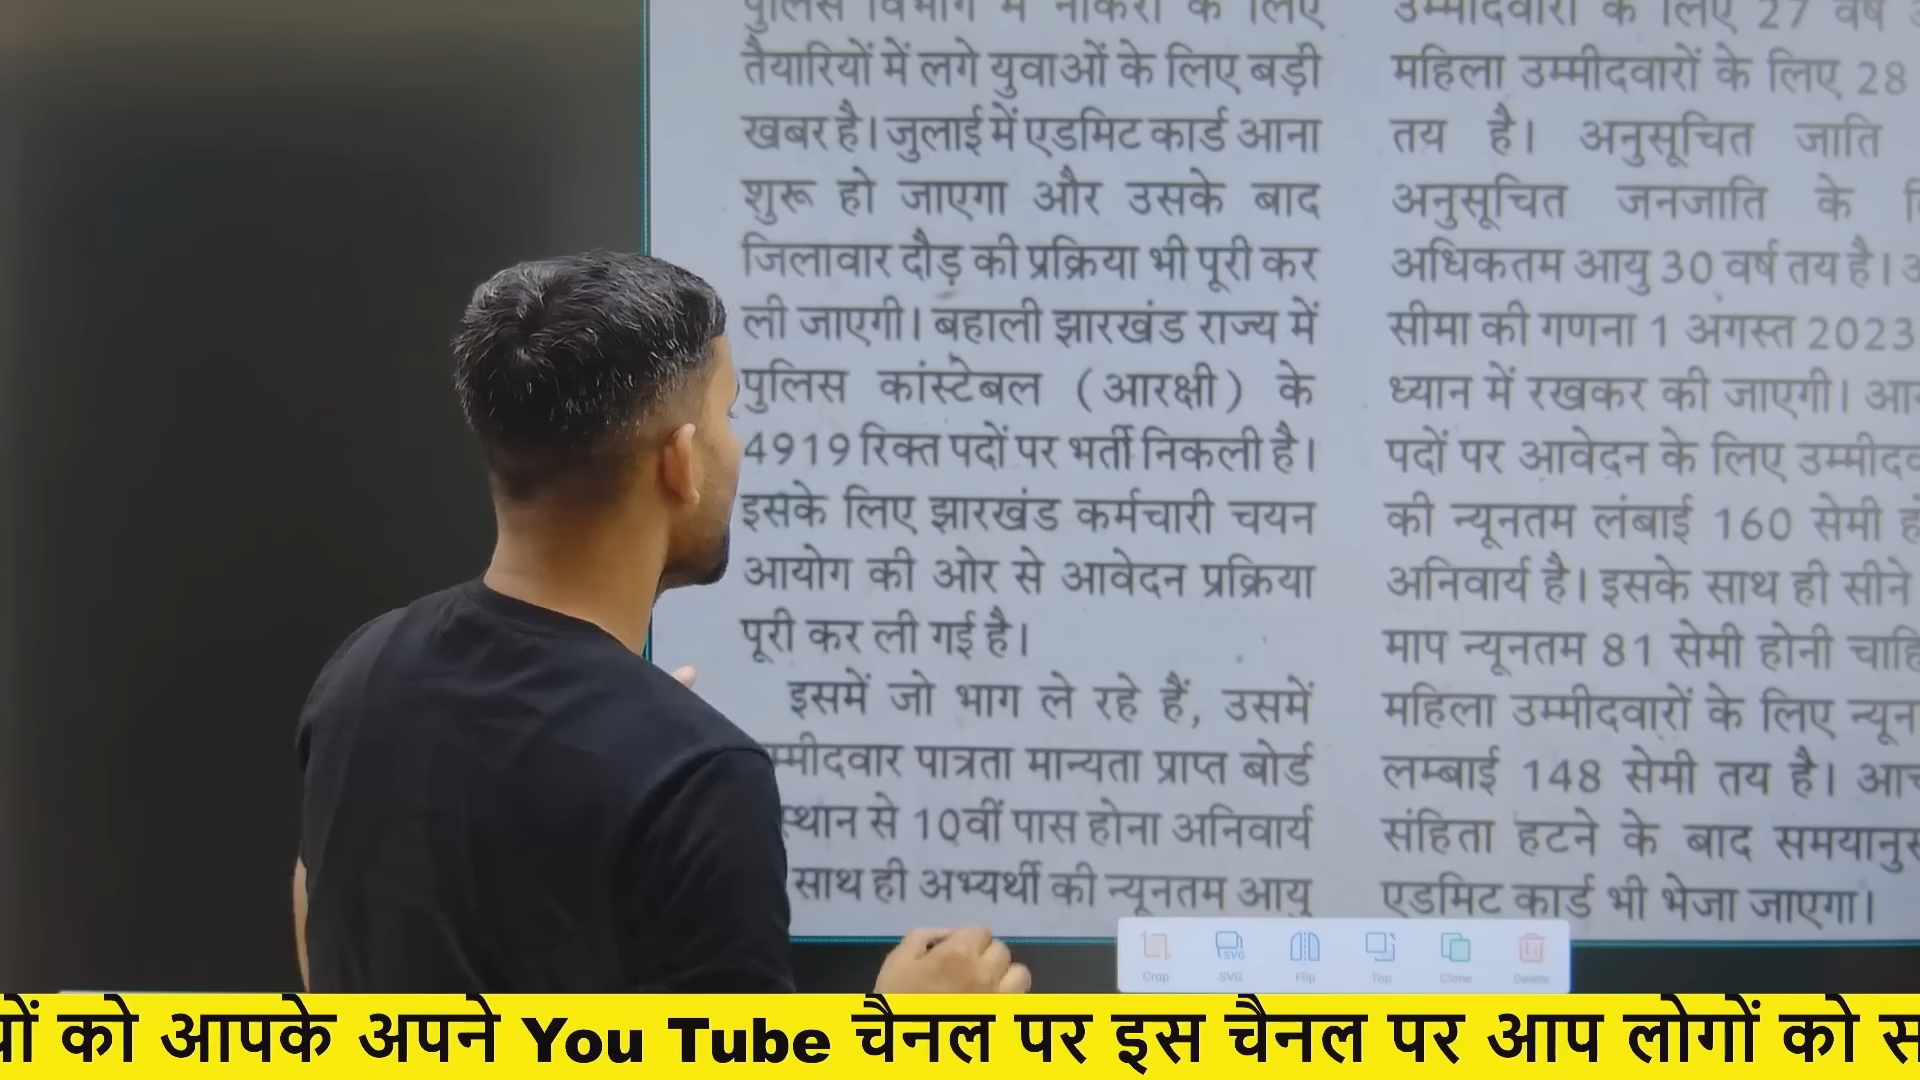 पुलिस विभाग में नौकरी के लिए
तैयारियों में लगे युवाओं के लिए बड़ी
खबर है। जुलाई में एडमिट कार्ड आना
शुरू हो जाएगा और उसके बाद
जिलावार दौड़ की प्रक्रिया भी पूरी कर
ली जाएगी। बहाली झारखंड राज्य में
पुलिस कांस्टेबल (आरक्षी) के
4919 रिक्त पदों पर भर्ती निकली है।
इसके लिए झारखंड कर्मचारी चयन
आयोग की ओर से आवेदन प्रक्रिया
पूरी कर ली गई है।
इसमें जो भाग ले रहे हैं, उसमें
म्मीदवार पात्रता मान्यता प्राप्त बोर्ड
स्थान से 10वीं पास होना अनिवार्य
साथ ही अभ्यर्थी की न्यूनतम आयु
उम्मीदवारों के लिए 27 वर्ष
महिला उम्मीदवारों के लिए 28
तय है। अनुसूचित जाति
अनुसूचित जनजाति के
अधिकतम आयु 30 वर्ष तय है।
सीमा की गणना 1 अगस्त 2023
ध्यान में रखकर की जाएगी।
पदों पर आवेदन के लिए
की न्यूनतम लंबाई 160 सेमी
अनिवार्य है। इसके साथ ही सीने
माप न्यूनतम 81 सेमी होनी
महिला उम्मीदवारों के लिए
लम्बाई 148 सेमी तय है।
संहिता हटने के बाद
एडमिट कार्ड भी भेजा जाएगा।
Crop SVG Flip Top Clone Delete
को आपके अपने You Tube चैनल पर इस चैनल पर आप लोगों को स